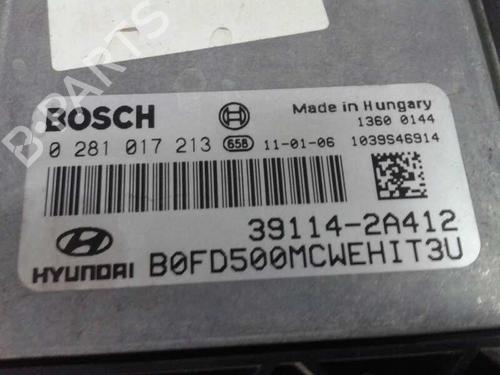 BOSCH
Made in Hungary
1360 0144
0 281 017 213 658 11-01-06 1039S46914
39114-2A412
HYUNDAI B0FD500MCWEHIT3U
B-PARTS